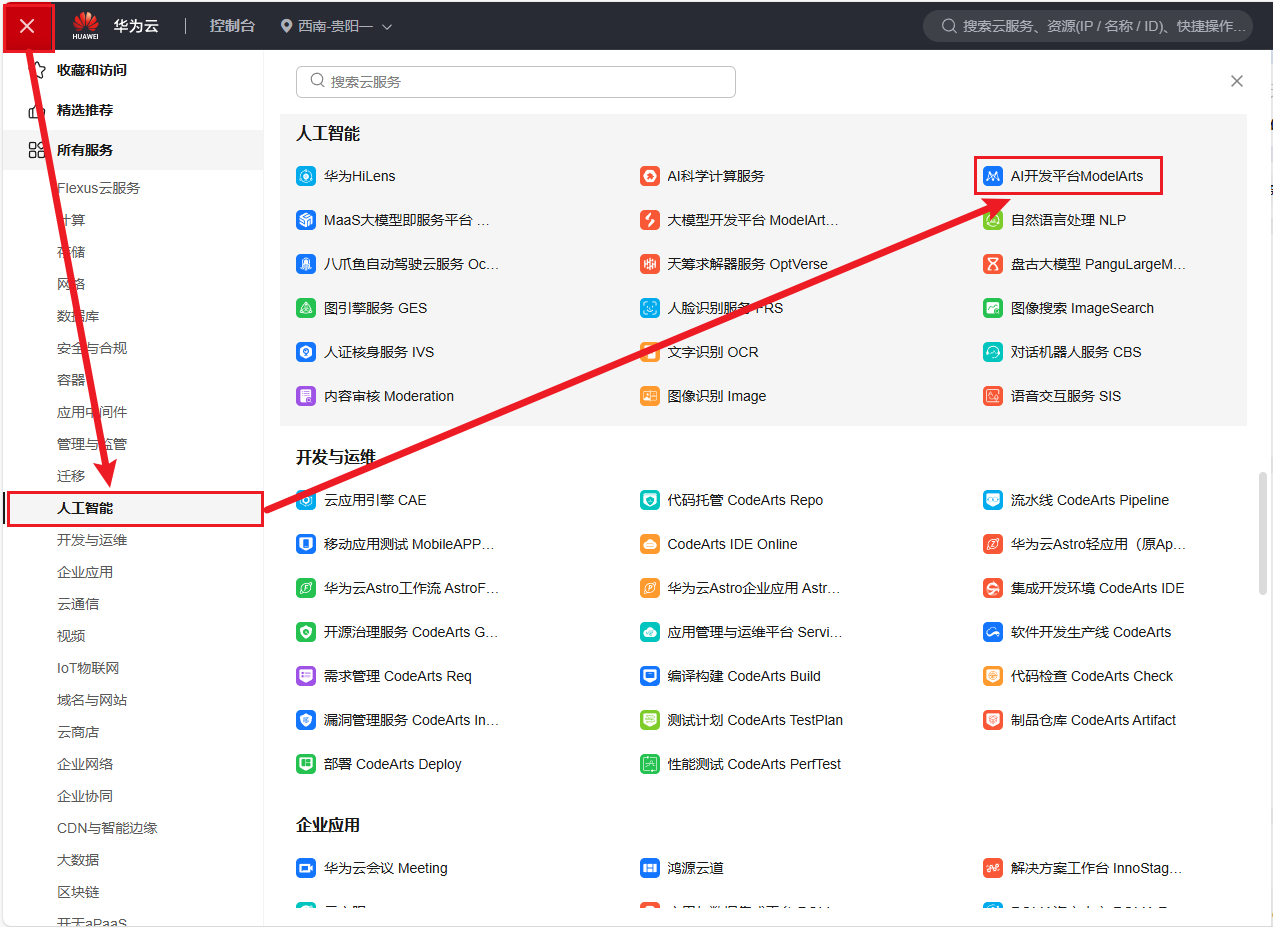 HUAWEI
华为云
控制台
西南-贵阳一
搜索云服务、资源(IP / 名称 / ID)、快捷操作…
收藏和访问
精选推荐
所有服务
Flexus云服务
计算
存储
网络
数据库
安全与合规
容器
应用中间件
管理与监管
迁移
人工智能
开发与运维
企业应用
云通信
视频
IoT物联网
域名与网站
云商店
企业网络
企业协同
CDN与智能边缘
大数据
区块链
开天aPaaS
搜索云服务
人工智能
华为HiLens
AI科学计算服务
AI开发平台ModelArts
MaaS大模型即服务平台 …
大模型开发平台 ModelArt…
自然语言处理 NLP
八爪鱼自动驾驶云服务 Oc…
天筹求解器服务 OptVerse
盘古大模型 PanguLargeM…
图引擎服务 GES
人脸识别服务 FRS
图像搜索 ImageSearch
人证核身服务 IVS
文字识别 OCR
对话机器人服务 CBS
内容审核 Moderation
图像识别 Image
语音交互服务 SIS
开发与运维
云应用引擎 CAE
代码托管 CodeArts Repo
流水线 CodeArts Pipeline
移动应用测试 MobileAPP…
CodeArts IDE Online
华为云Astro轻应用（原Ap…
华为云Astro工作流 AstroF…
华为云Astro企业应用 Astr…
集成开发环境 CodeArts IDE
开源治理服务 CodeArts G…
应用管理与运维平台 Servi…
软件开发生产线 CodeArts
需求管理 CodeArts Req
编译构建 CodeArts Build
代码检查 CodeArts Check
漏洞管理服务 CodeArts In…
测试计划 CodeArts TestPlan
制品仓库 CodeArts Artifact
部署 CodeArts Deploy
性能测试 CodeArts PerfTest
企业应用
华为云会议 Meeting
鸿源云道
解决方案工作台 InnoStag…